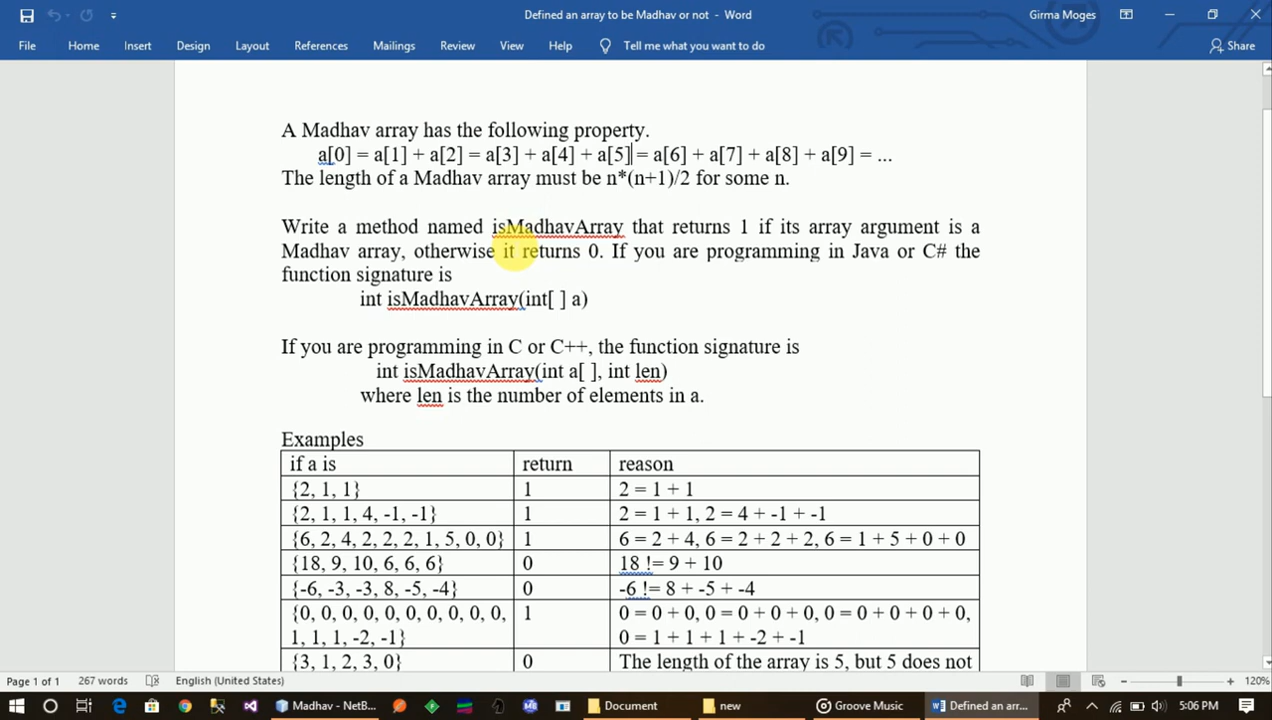 Defined an array to be Madhav or not - Word
Girma Moges
File Home Insert Design Layout References Mailings Review View Help Tell me what you want to do Share
A Madhav array has the following property.
a[0] = a[1] + a[2] = a[3] + a[4] + a[5] = a[6] + a[7] + a[8] + a[9] = ...
The length of a Madhav array must be n*(n+1)/2 for some n.
Write a method named isMadhavArray that returns 1 if its array argument is a
Madhav array, otherwise it returns 0. If you are programming in Java or C# the
function signature is
int isMadhavArray(int[ ] a)
If you are programming in C or C++, the function signature is
int isMadhavArray(int a[ ], int len)
where len is the number of elements in a.
Examples
if a is return reason
{2, 1, 1} 1 2 = 1 + 1
{2, 1, 1, 4, -1, -1} 1 2 = 1 + 1, 2 = 4 + -1 + -1
{6, 2, 4, 2, 2, 2, 1, 5, 0, 0} 1 6 = 2 + 4, 6 = 2 + 2 + 2, 6 = 1 + 5 + 0 + 0
{18, 9, 10, 6, 6, 6} 0 18 != 9 + 10
{-6, -3, -3, 8, -5, -4} 0 -6 != 8 + -5 + -4
{0, 0, 0, 0, 0, 0, 0, 0, 0, 0, 1 0 = 0 + 0, 0 = 0 + 0 + 0, 0 = 0 + 0 + 0 + 0,
1, 1, 1, -2, -1} 0 = 1 + 1 + 1 + -2 + -1
{3, 1, 2, 3, 0} 0 The length of the array is 5, but 5 does not
Page 1 of 1 267 words English (United States) 120%
Madhav - NetB... Document new Groove Music Defined an arr... 5:06 PM